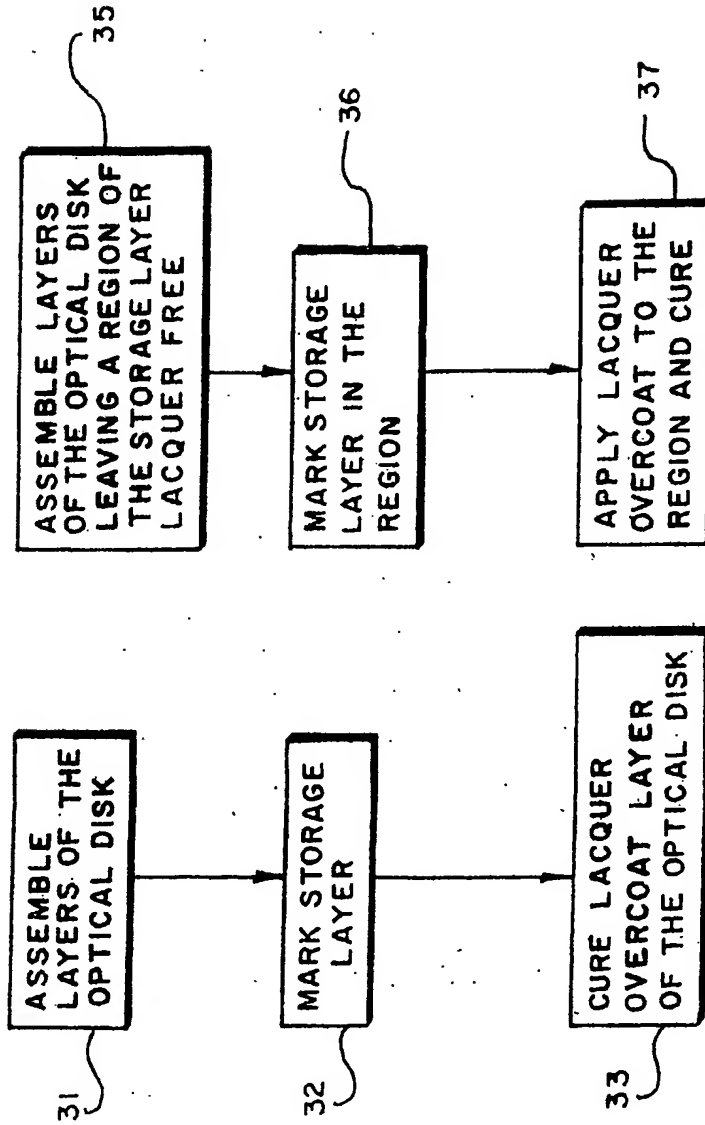 31
ASSEMBLE
LAYERS OF THE
OPTICAL DISK
32
MARK STORAGE
LAYER
33
CURE LACQUER
OVERCOAT LAYER
OF THE OPTICAL DISK
35
ASSEMBLE LAYERS
OF THE OPTICAL DISK
LEAVING A REGION OF
THE STORAGE LAYER
LACQUER FREE
36
MARK STORAGE
LAYER IN THE
REGION
37
APPLY LACQUER
OVERCOAT TO THE
REGION AND CURE